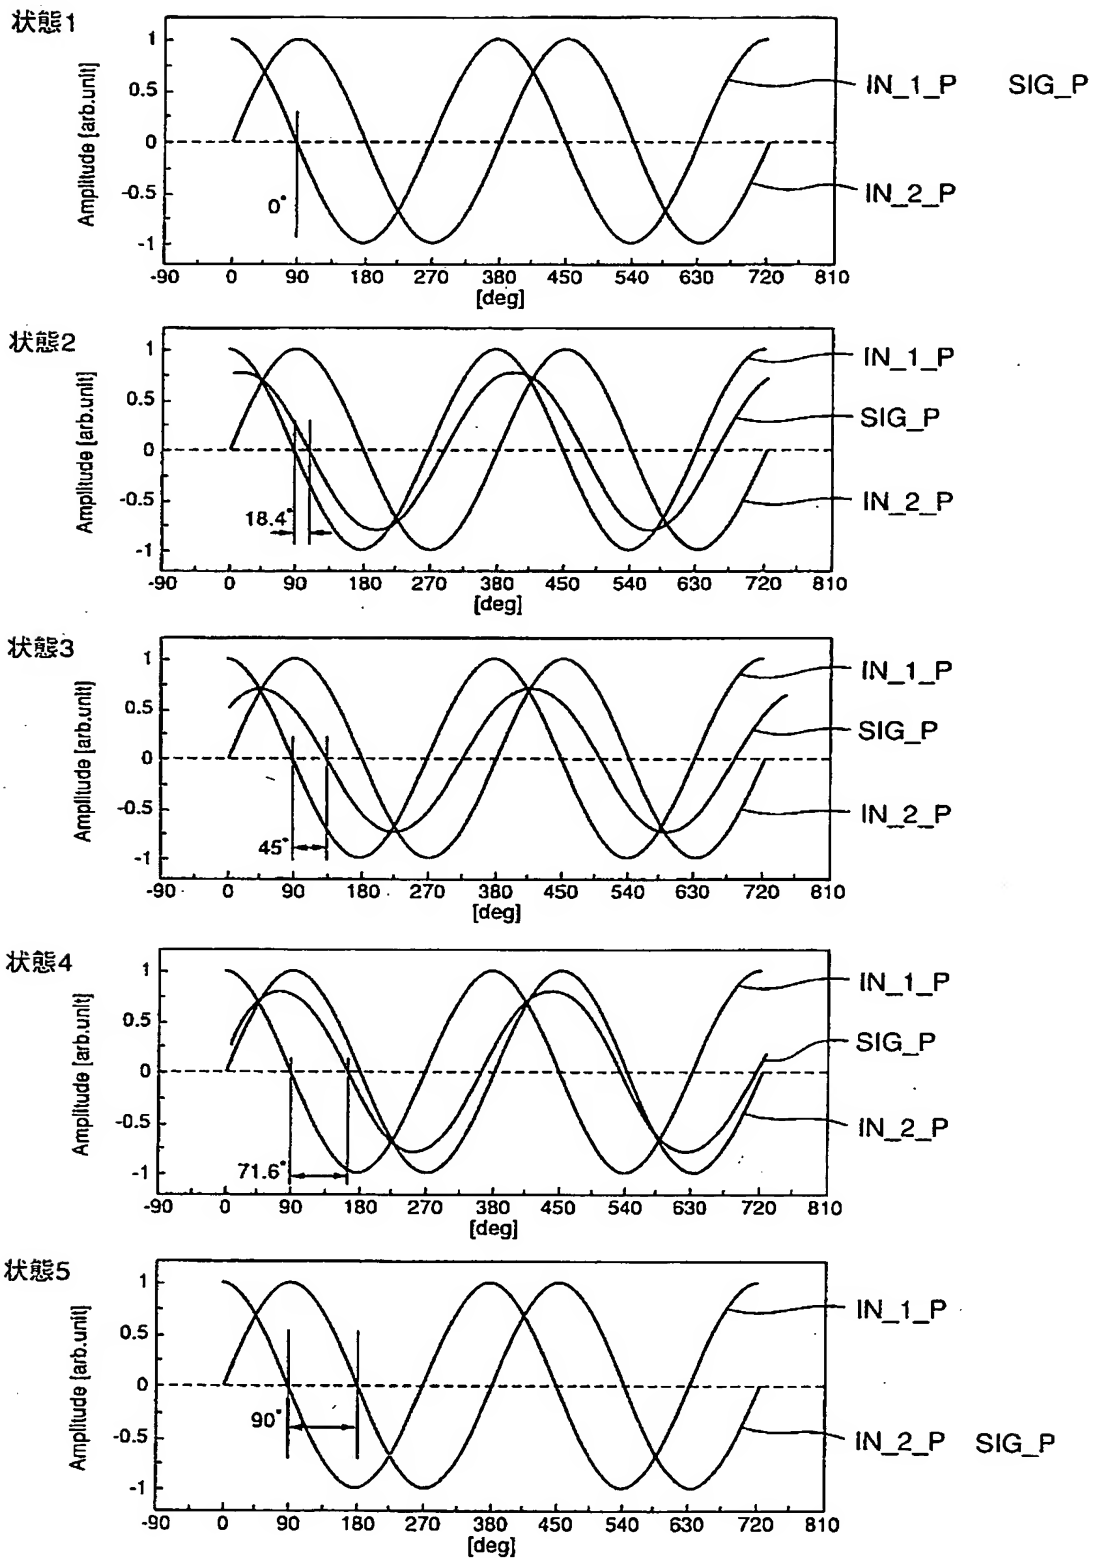 状態1
Amplitude [arb.unit]
1
0.5
0
-0.5
-1
0°
IN_1_P SIG_P
IN_2_P
-90 0 90 180 270 380 450 540 630 720 810
[deg]
状態2
Amplitude [arb.unit]
1
0.5
0
-0.5
-1
18.4°
IN_1_P
SIG_P
IN_2_P
-90 0 90 180 270 380 450 540 630 720 810
[deg]
状態3
Amplitude [arb.unit]
1
0.5
0
-0.5
-1
45°
IN_1_P
SIG_P
IN_2_P
-90 0 90 180 270 380 450 540 630 720 810
[deg]
状態4
Amplitude [arb.unit]
1
0.5
0
-0.5
-1
71.6°
IN_1_P
SIG_P
IN_2_P
-90 0 90 180 270 380 450 540 630 720 810
[deg]
状態5
Amplitude [arb.unit]
1
0.5
0
-0.5
-1
90°
IN_1_P
IN_2_P SIG_P
-90 0 90 180 270 380 450 540 630 720 810
[deg]